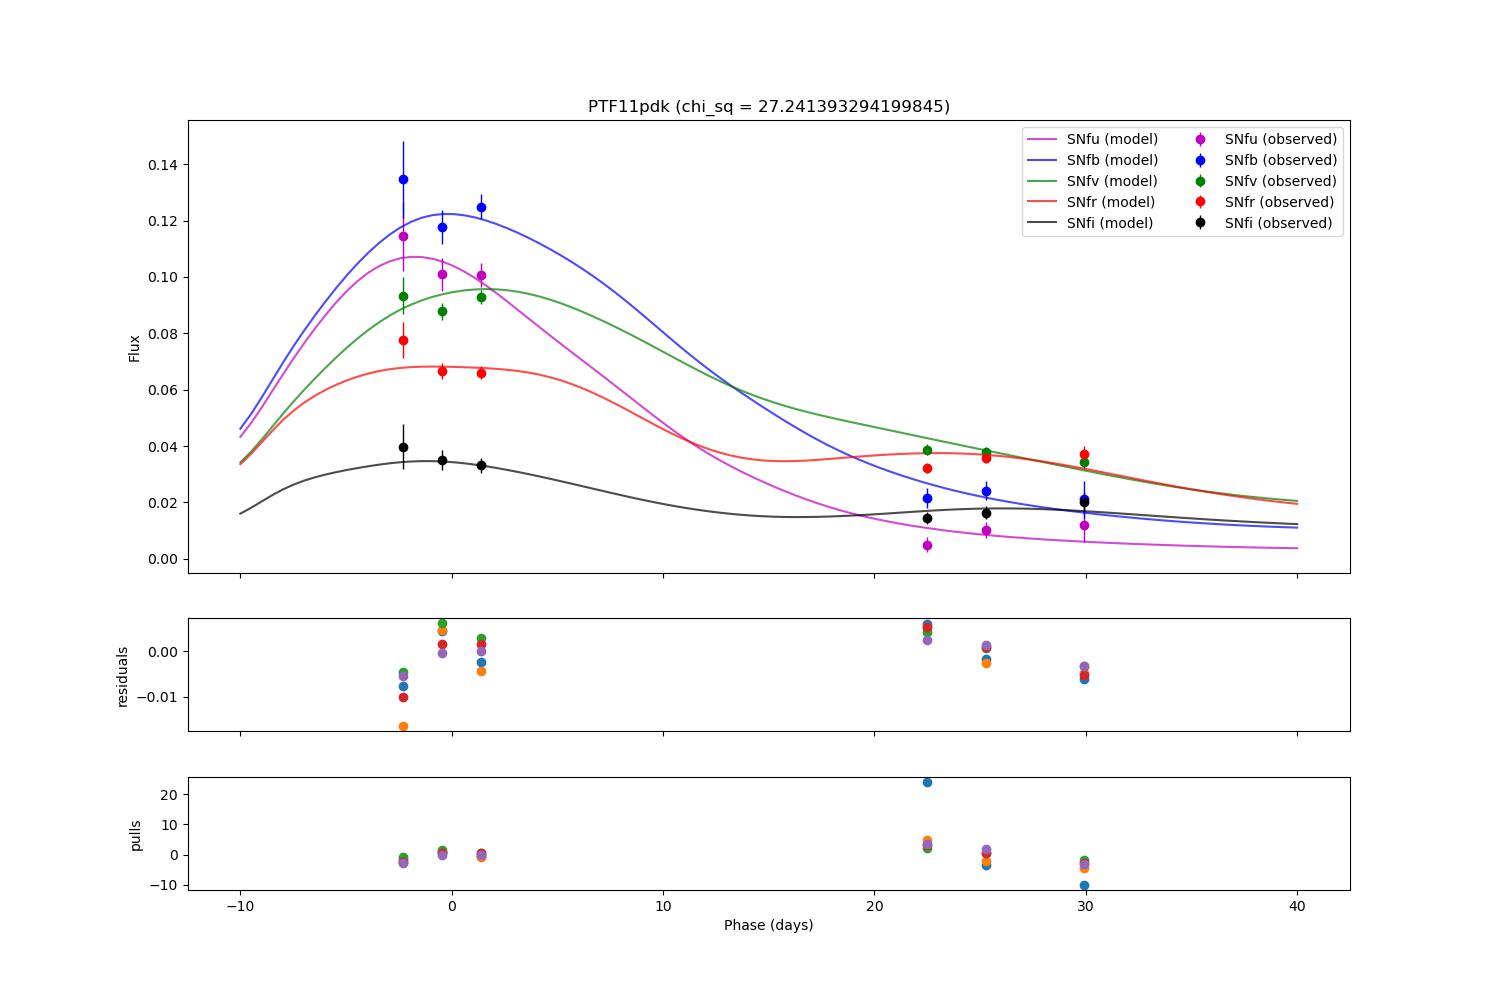 PTF11pdk (chi_sq = 27.241393294199845)
0.14
0.12
0.10
0.08
0.06
0.04
0.02
0.00
Flux
SNfu (model)
SNfb (model)
SNfv (model)
SNfr (model)
SNfi (model)
SNfu (observed)
SNfb (observed)
SNfv (observed)
SNfr (observed)
SNfi (observed)
0.00
−0.01
residuals
20
10
0
−10
pulls
−10 0 10 20 30 40
Phase (days)